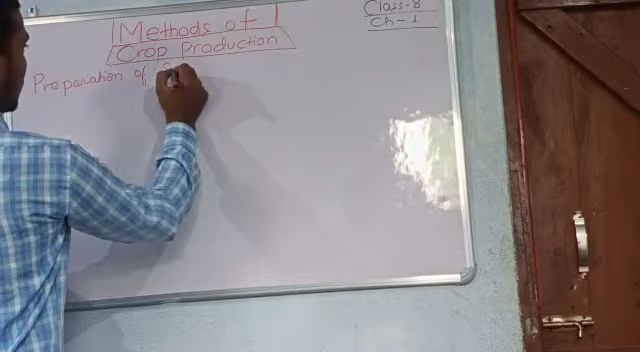 Methods of
Crop Production
Class-8
Ch-1
Preparation of